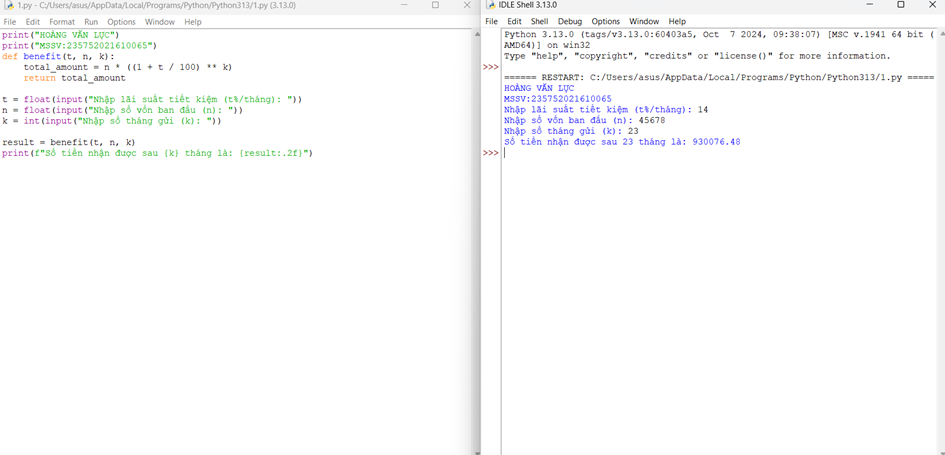 1.py - C:/Users/asus/AppData/Local/Programs/Python/Python313/1.py (3.13.0)
File Edit Format Run Options Window Help
print("HOÀNG VĂN LỰC")
print("MSSV:235752021610065")
def benefit(t, n, k):
    total_amount = n * ((1 + t / 100) ** k)
    return total_amount

t = float(input("Nhập lãi suất tiết kiệm (t%/tháng): "))
n = float(input("Nhập số vốn ban đầu (n): "))
k = int(input("Nhập số tháng gửi (k): "))

result = benefit(t, n, k)
print(f"Số tiền nhận được sau {k} tháng là: {result:.2f}")
IDLE Shell 3.13.0
File Edit Shell Debug Options Window Help
Python 3.13.0 (tags/v3.13.0:60403a5, Oct  7 2024, 09:38:07) [MSC v.1941 64 bit (
AMD64)] on win32
Type "help", "copyright", "credits" or "license()" for more information.
>>>
====== RESTART: C:/Users/asus/AppData/Local/Programs/Python/Python313/1.py =====
HOÀNG VĂN LỰC
MSSV:235752021610065
Nhập lãi suất tiết kiệm (t%/tháng): 14
Nhập số vốn ban đầu (n): 45678
Nhập số tháng gửi (k): 23
Số tiền nhận được sau 23 tháng là: 930076.48
>>>